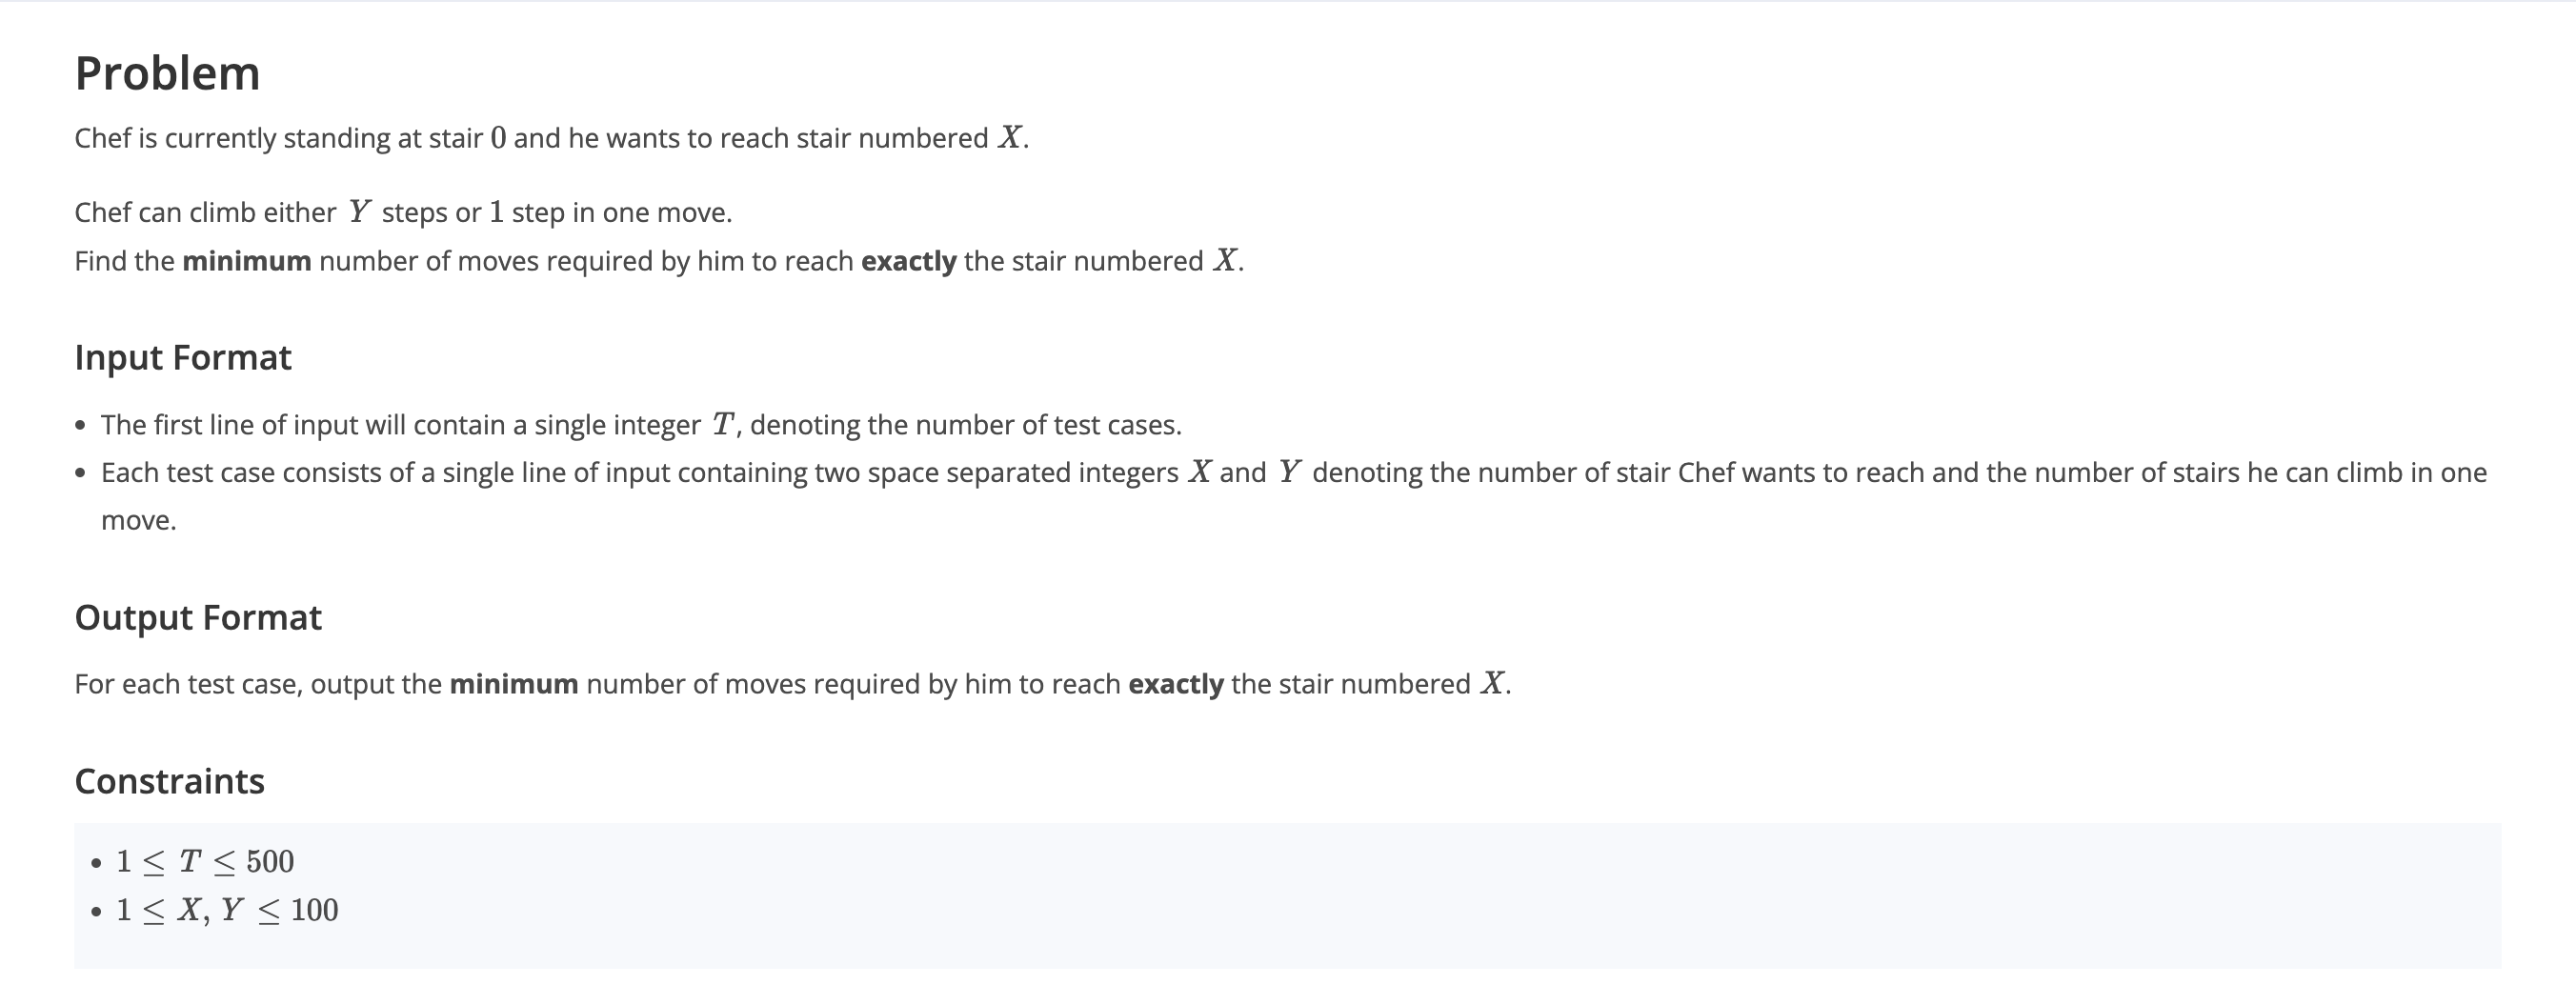 Problem
Chef is currently standing at stair 0 and he wants to reach stair numbered X.
Chef can climb either Y steps or 1 step in one move.
Find the minimum number of moves required by him to reach exactly the stair numbered X.
Input Format
• The first line of input will contain a single integer T, denoting the number of test cases.
• Each test case consists of a single line of input containing two space separated integers X and Y denoting the number of stair Chef wants to reach and the number of stairs he can climb in one
move.
Output Format
For each test case, output the minimum number of moves required by him to reach exactly the stair numbered X.
Constraints
• 1 ≤ T ≤ 500
• 1 ≤ X, Y ≤ 100